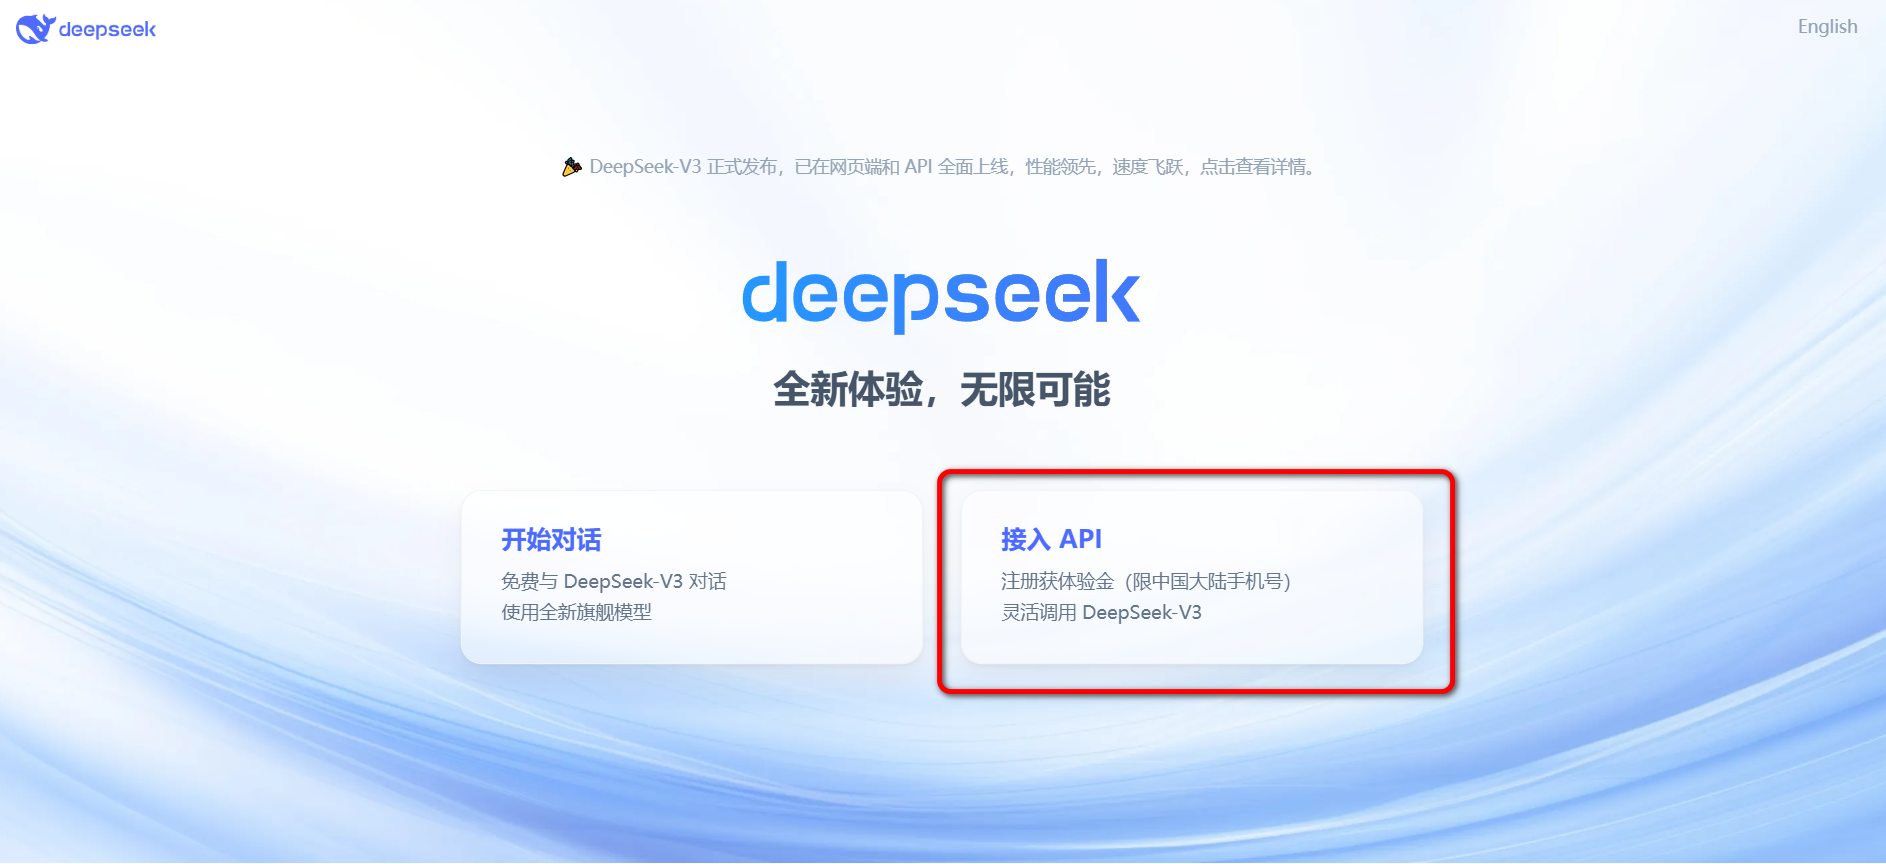 deepseek
English
DeepSeek-V3 正式发布，已在网页端和 API 全面上线，性能领先，速度飞跃，点击查看详情。
deepseek
全新体验，无限可能
开始对话
免费与 DeepSeek-V3 对话
使用全新旗舰模型
接入 API
注册获体验金（限中国大陆手机号）
灵活调用 DeepSeek-V3